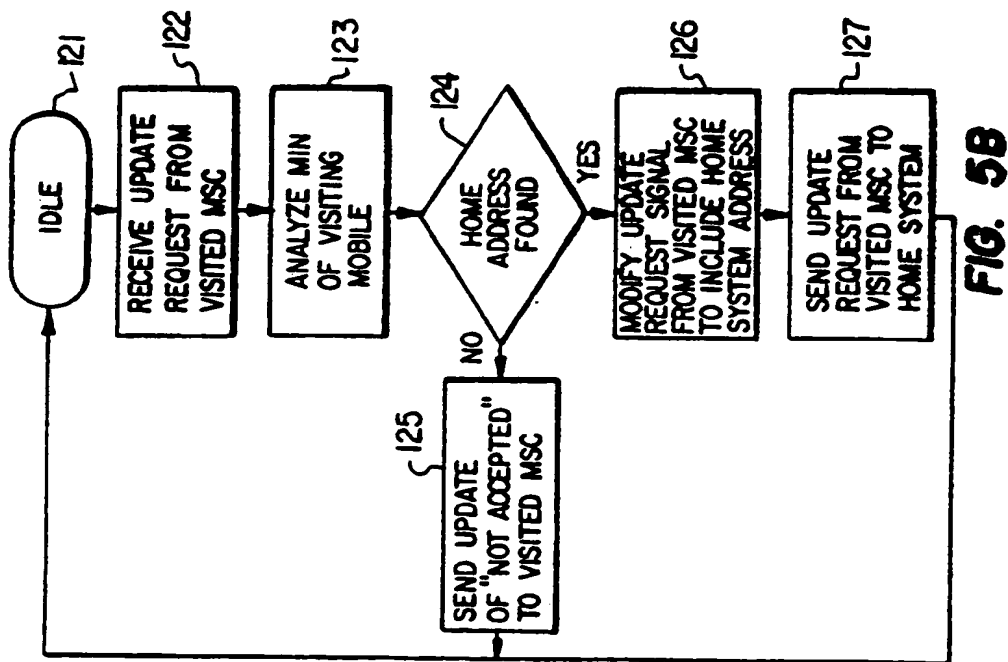 121
IDLE
122
RECEIVE UPDATE
REQUEST FROM
VISITED MSC
123
ANALYZE MIN
OF VISITING
MOBILE
124
HOME
ADDRESS
FOUND
NO
YES
125
SEND UPDATE
OF "NOT ACCEPTED"
TO VISITED MSC
126
MODIFY UPDATE
REQUEST SIGNAL
FROM VISITED MSC
TO INCLUDE HOME
SYSTEM ADDRESS
127
SEND UPDATE
REQUEST FROM
VISITED MSC TO
HOME SYSTEM
FIG. 5B